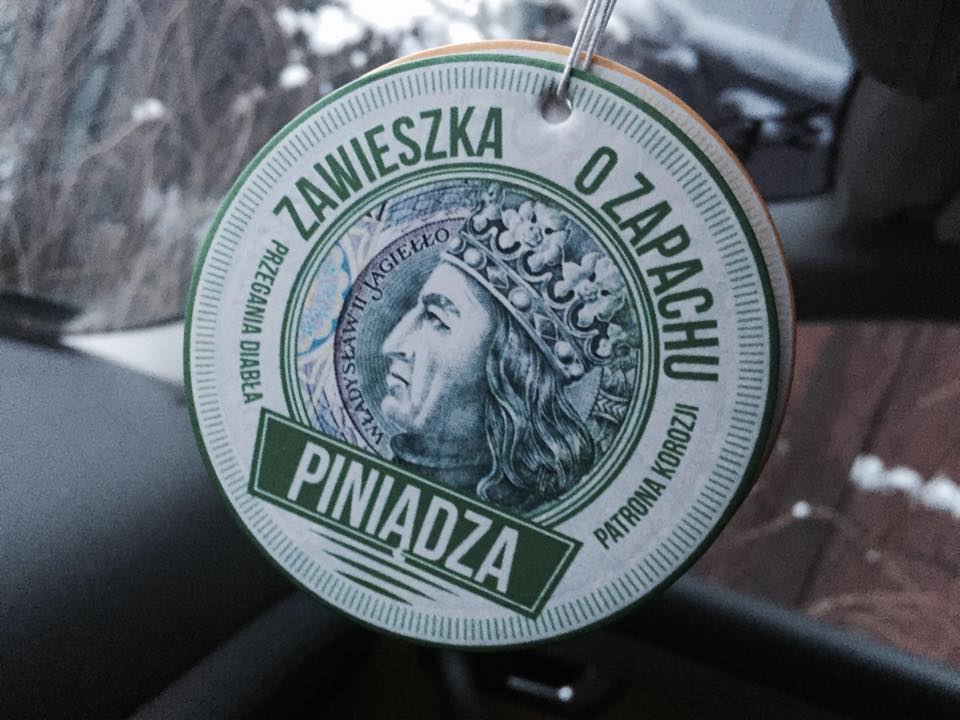 ZAWIESZKA
O ZAPACHU
PINIĄDZA
PRZEGANIA DIABŁA
PATRONA KOROZJI
WŁADYSŁAW II JAGIEŁŁO